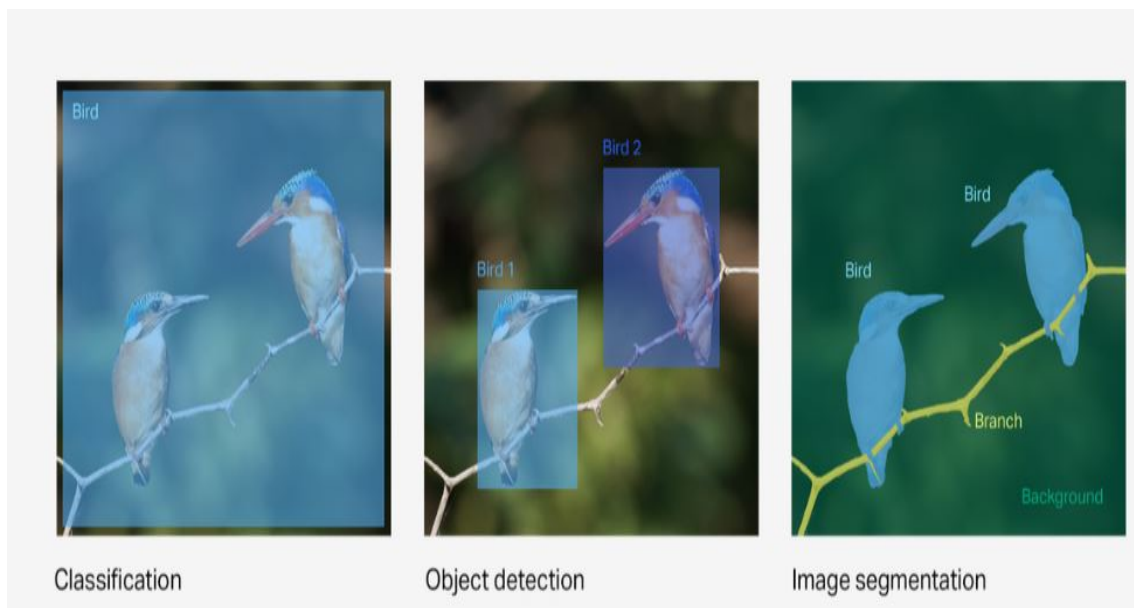 Bird
Bird 2
Bird 1
Bird
Bird
Branch
Background
Classification
Object detection
Image segmentation